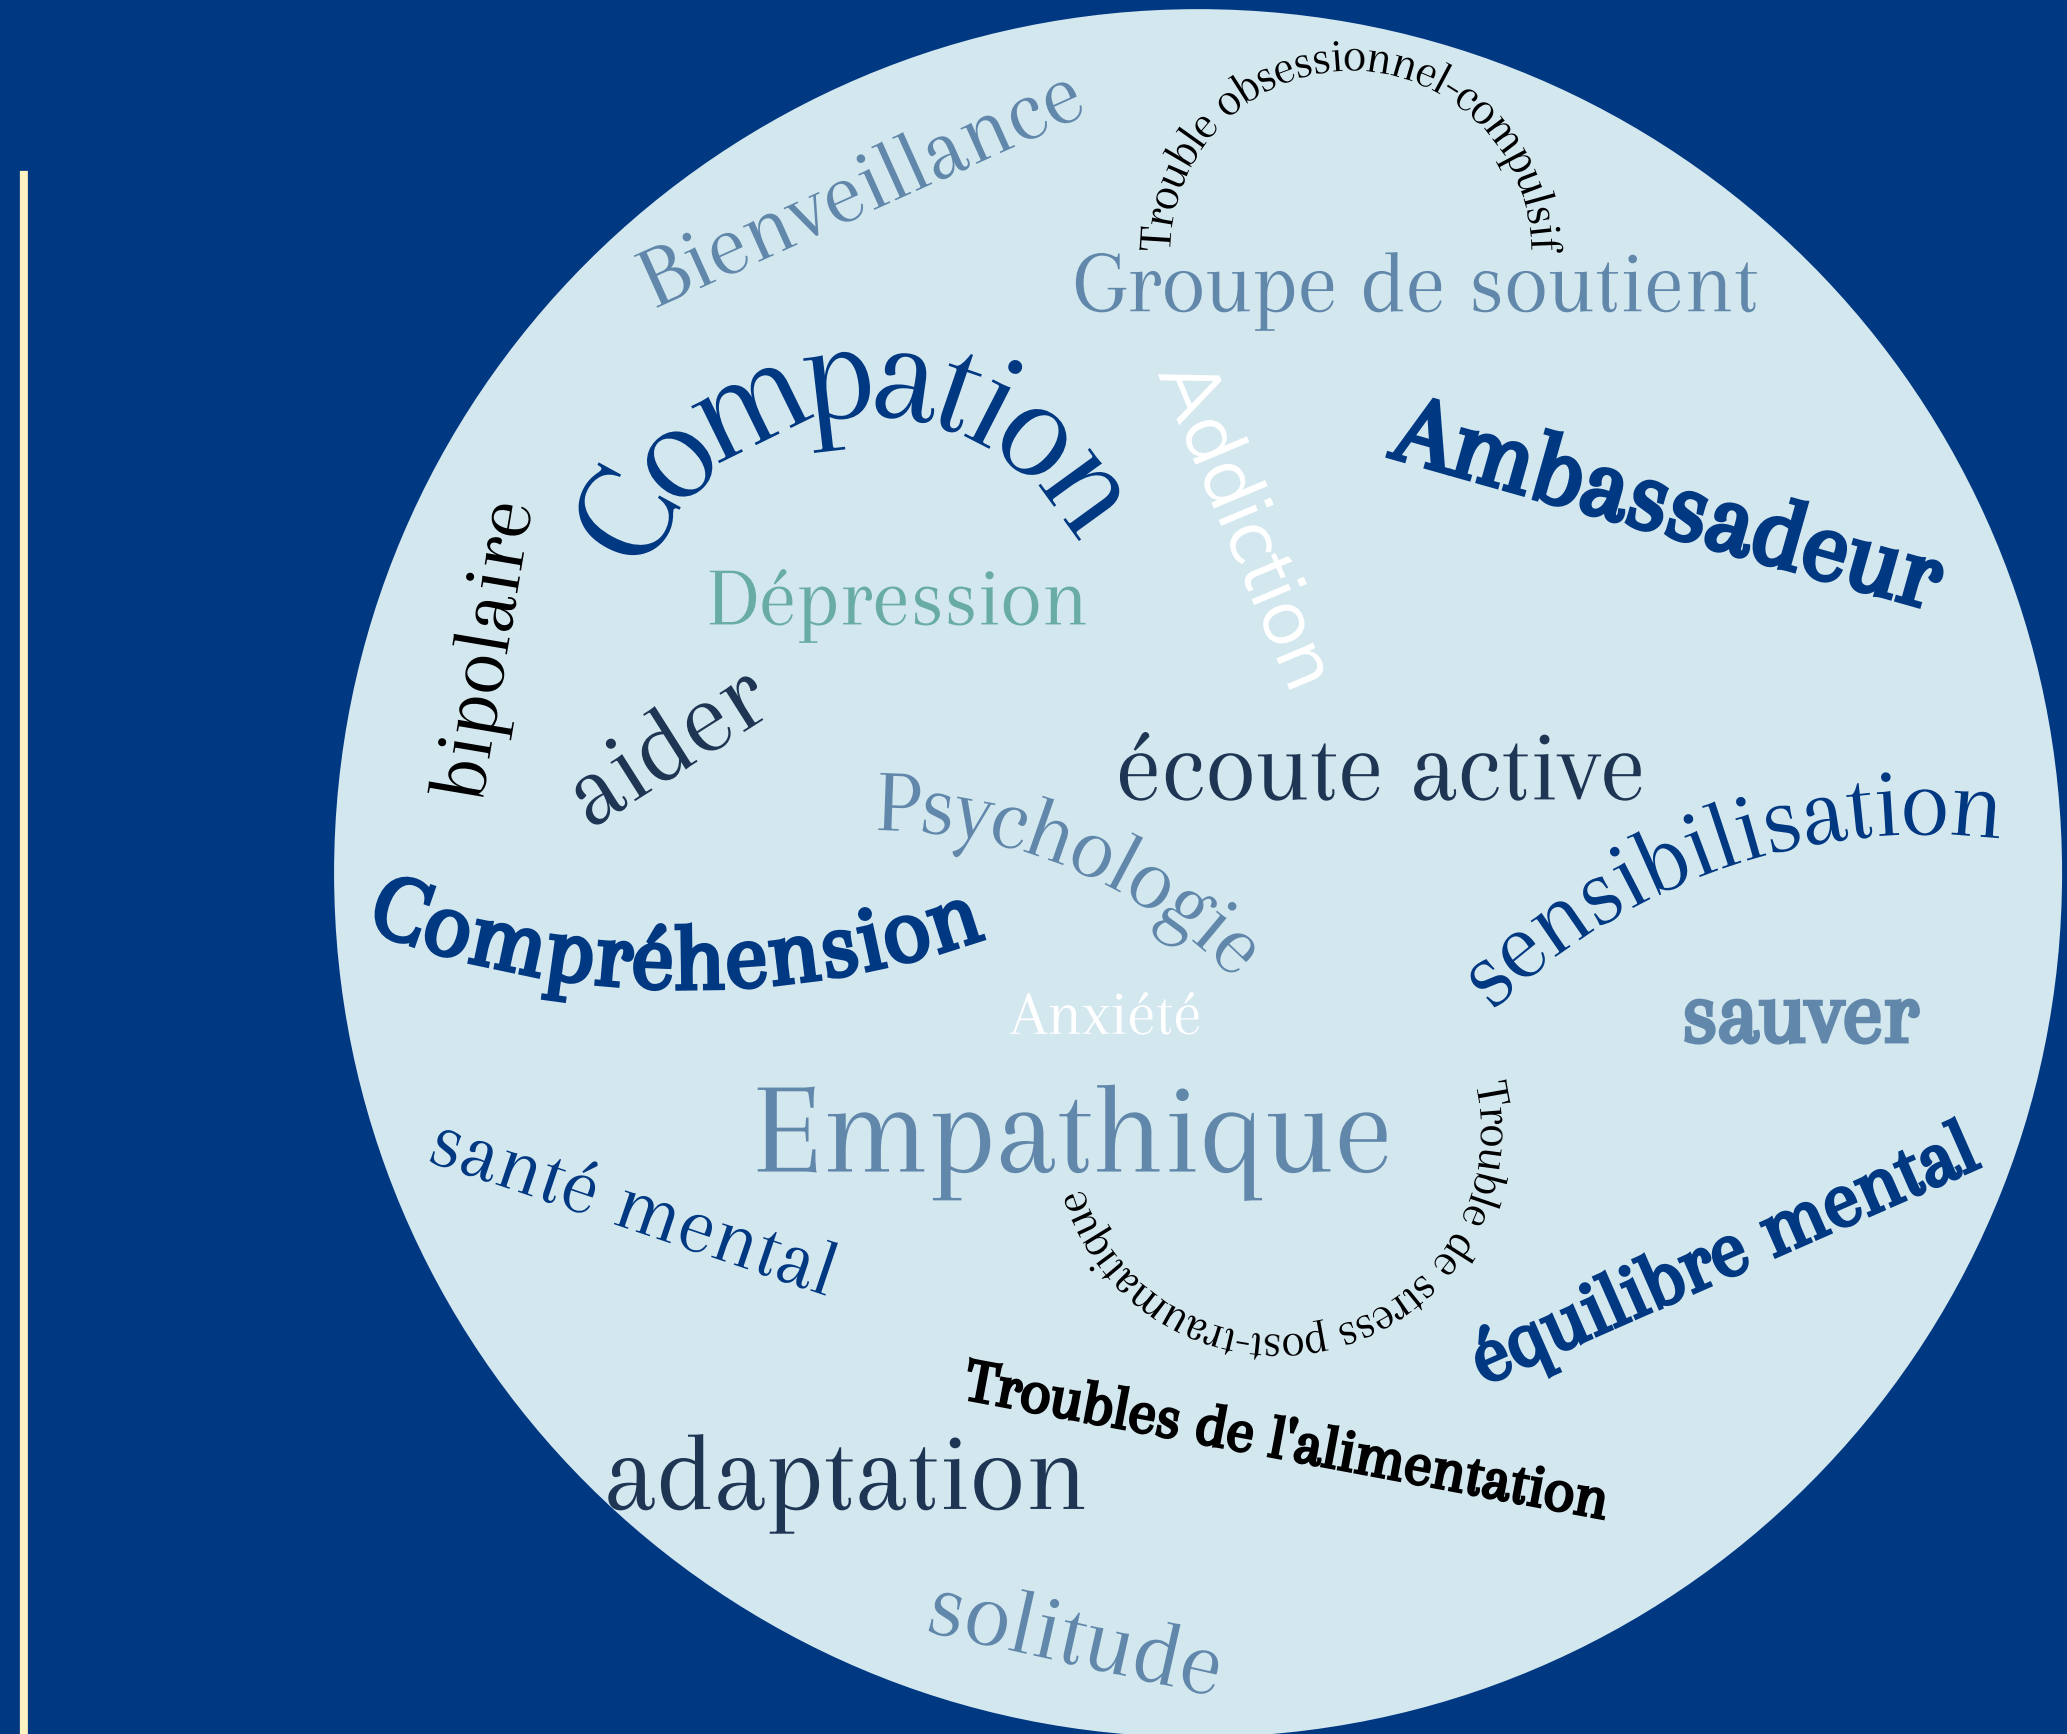 Trouble obsessionnel-compulsif
Bienveillance
Groupe de soutient
Compation
Addiction
Ambassadeur
bipolaire
Dépression
aider
écoute active
Psychologie
sensibilisation
Compréhension
Anxiété
sauver
Empathique
Trouble de stress post-traumatique
santé mental
équilibre mental
Troubles de l'alimentation
adaptation
solitude